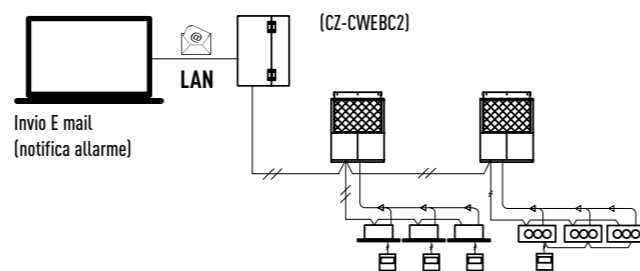 (CZ-CWEBC2)
@
LAN
Invio E mail
(notifica allarme)